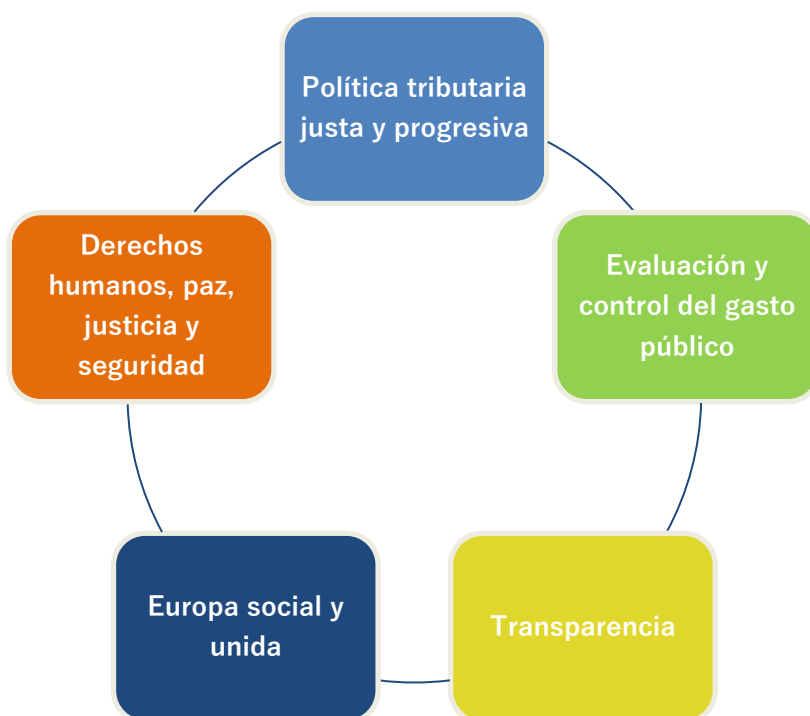 Política tributaria
justa y progresiva
Derechos
humanos, paz,
justicia y
seguridad
Evaluación y
control del gasto
público
Europa social y
unida
Transparencia